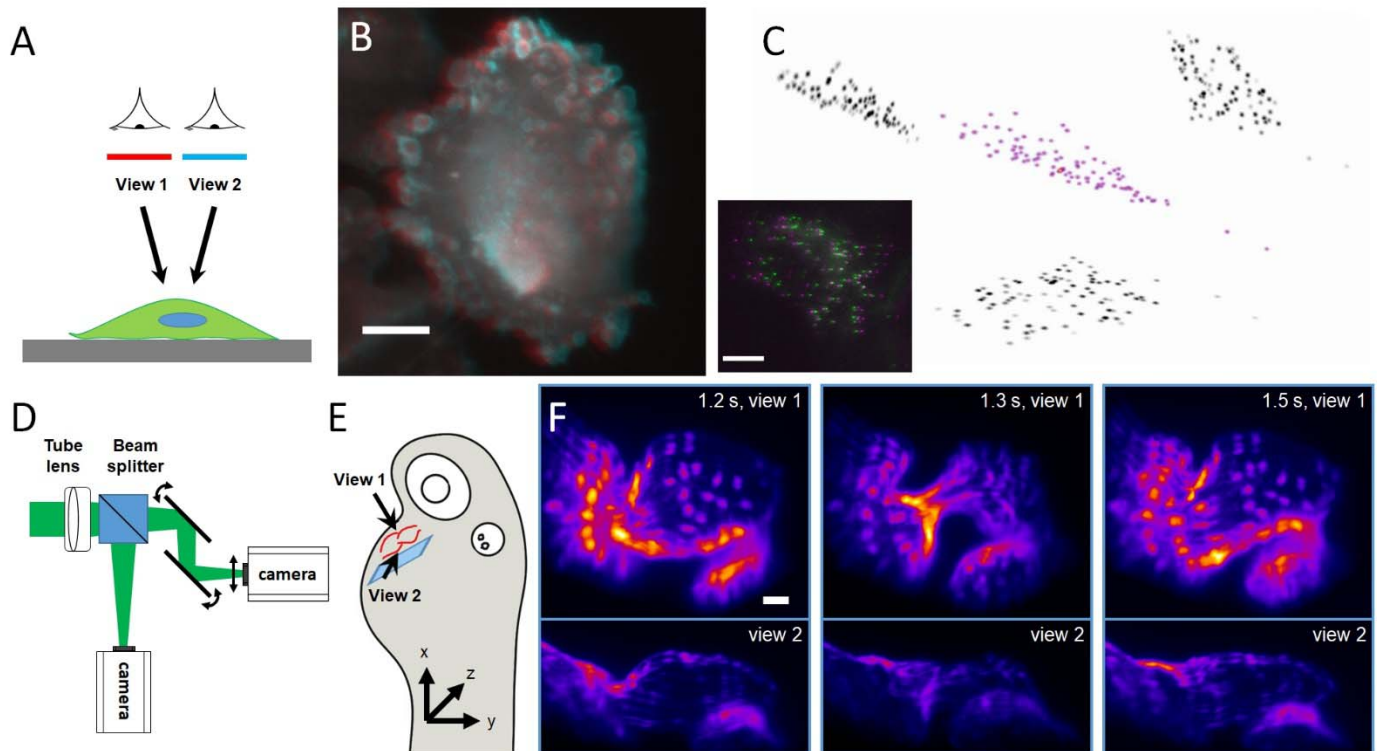 A
View 1
View 2
B
C
D
Tube
lens
Beam
splitter
camera
camera
E
View 1
View 2
x
z
y
F
1.2 s, view 1
1.3 s, view 1
1.5 s, view 1
view 2
view 2
view 2